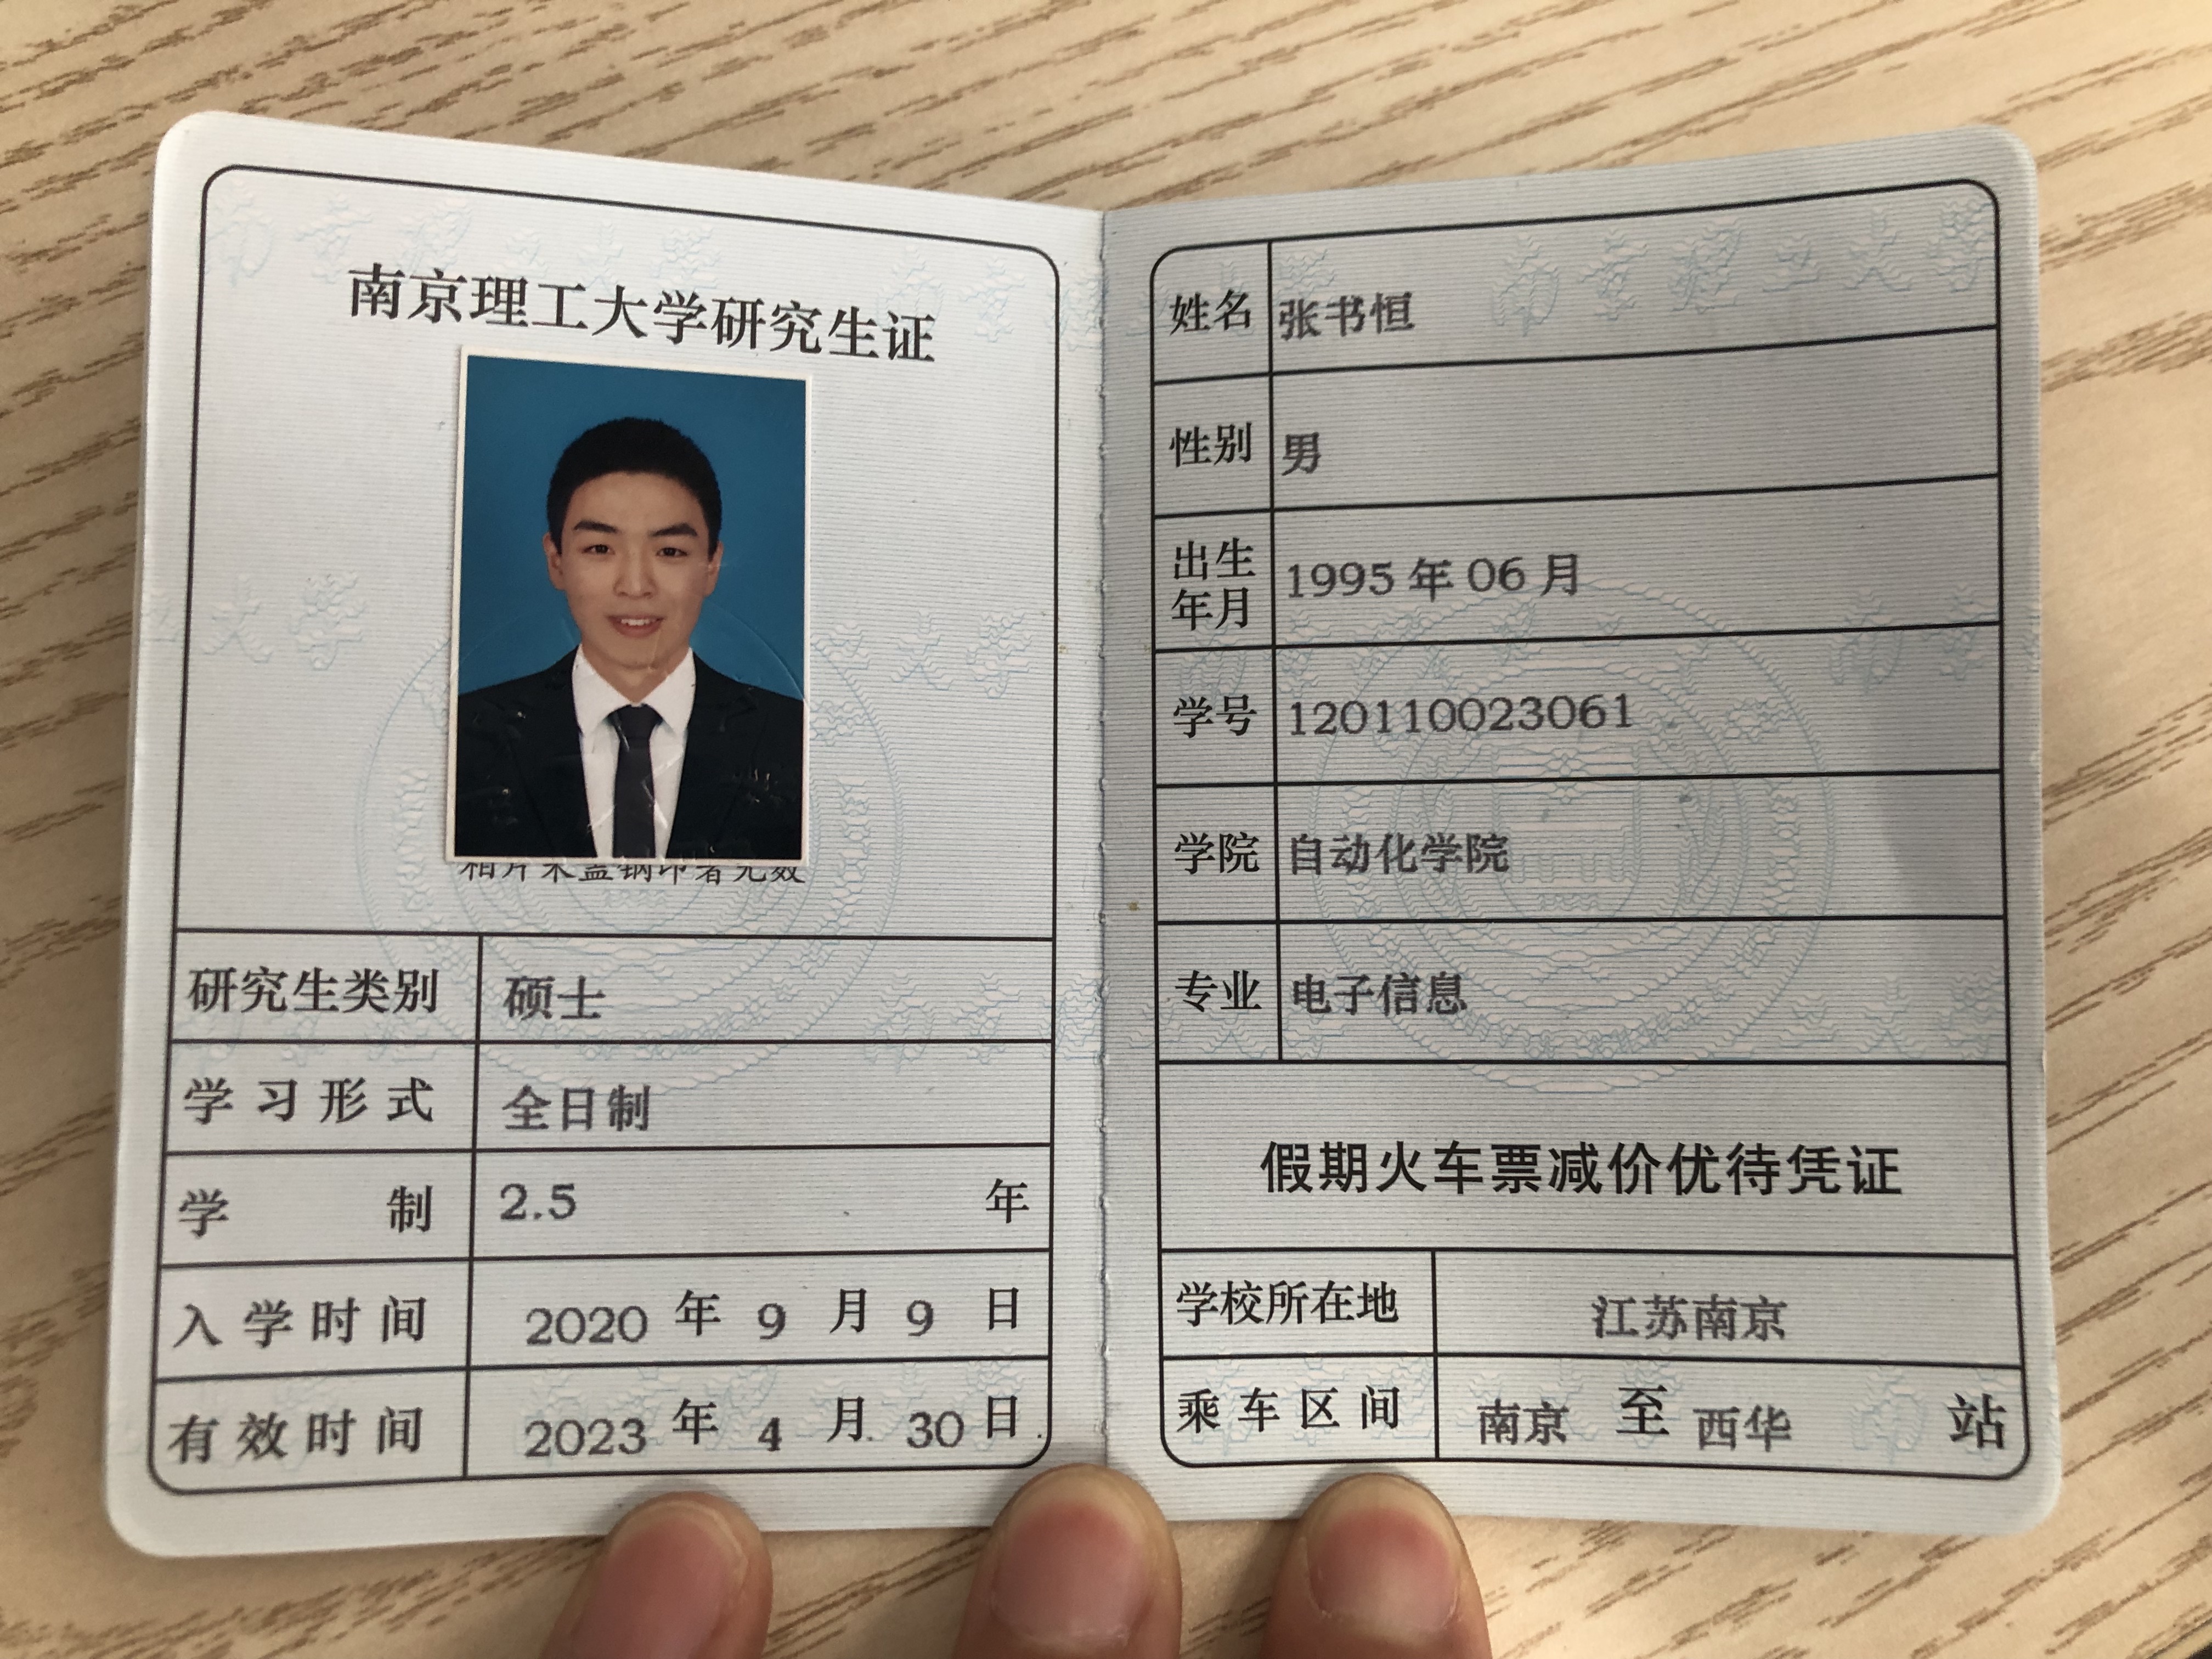 南京理工大学研究生证
相片未盖钢印者无效
研究生类别 硕士
学习形式 全日制
学制 2.5 年
入学时间 2020 年 9 月 9 日
有效时间 2023 年 4 月 30 日
姓名 张书恒
性别 男
出生年月 1995 年 06 月
学号 120110023061
学院 自动化学院
专业 电子信息
假期火车票减价优待凭证
学校所在地 江苏南京
乘车区间 南京 至 西华 站